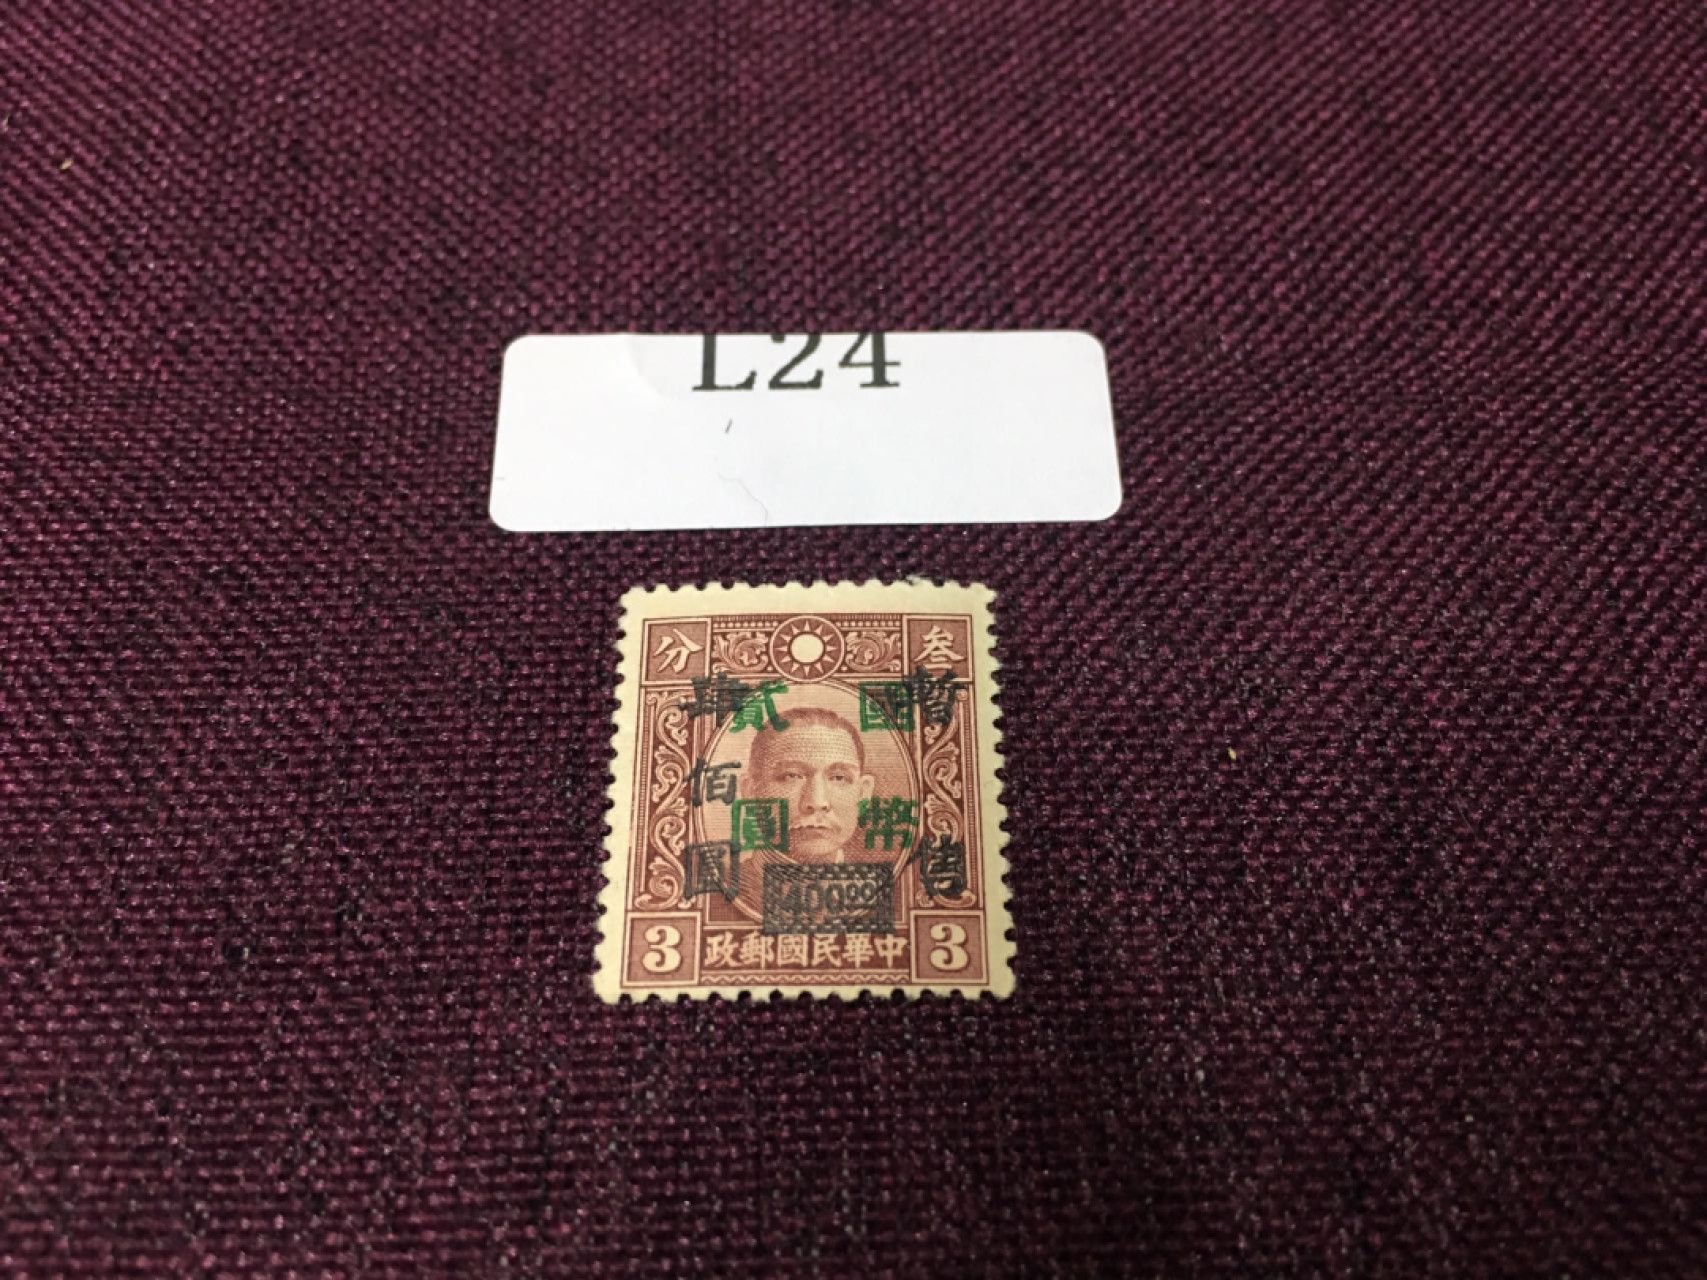 L24
分 叁
肆 暫
佰
圓 售
貳 國
圓 幣
400.00
3 政郵國民華中 3